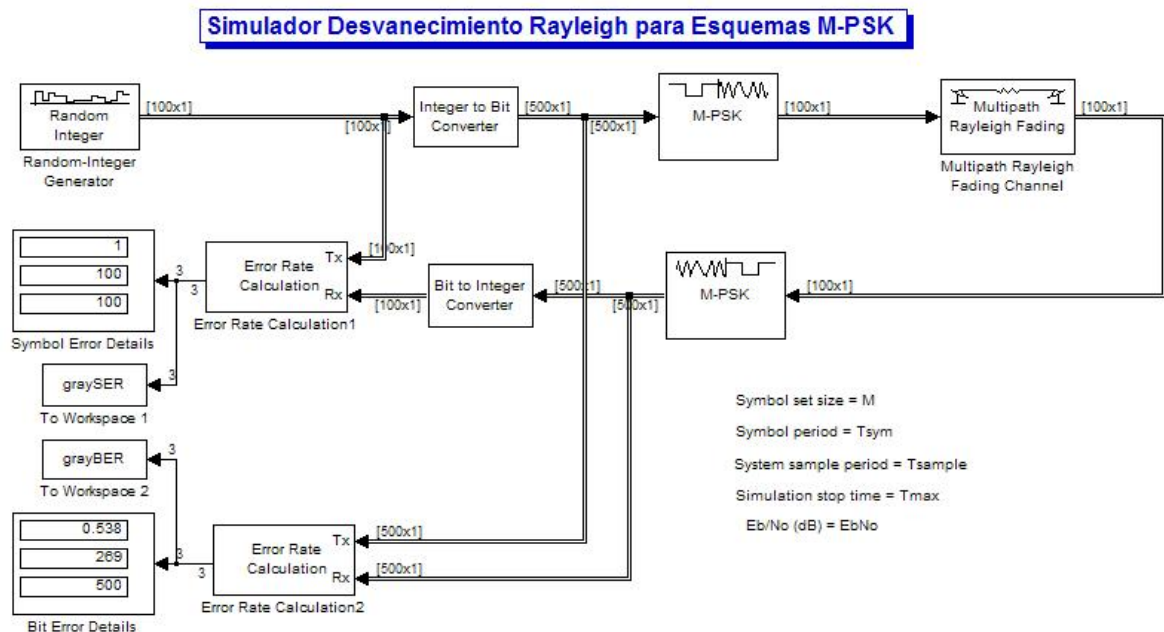 Simulador Desvanecimiento Rayleigh para Esquemas M-PSK
Random
Integer
Random-Integer
Generator
[100x1]
[100x1]
Integer to Bit
Converter
[500x1]
[500x1]
M-PSK
[100x1]
Multipath
Rayleigh Fading
Multipath Rayleigh
Fading Channel
[100x1]
1
100
100
Symbol Error Details
3
3
Error Rate
Calculation
Tx
Rx
Error Rate Calculation1
[100x1]
[100x1]
Bit to Integer
Converter
[500x1]
[500x1]
M-PSK
[100x1]
3
graySER
To Workspace 1
3
grayBER
To Workspace 2
Symbol set size = M
Symbol period = Tsym
System sample period = Tsample
Simulation stop time = Tmax
Eb/No (dB) = EbNo
0.538
269
500
Bit Error Details
3
3
Error Rate
Calculation
Tx
Rx
Error Rate Calculation2
[500x1]
[500x1]